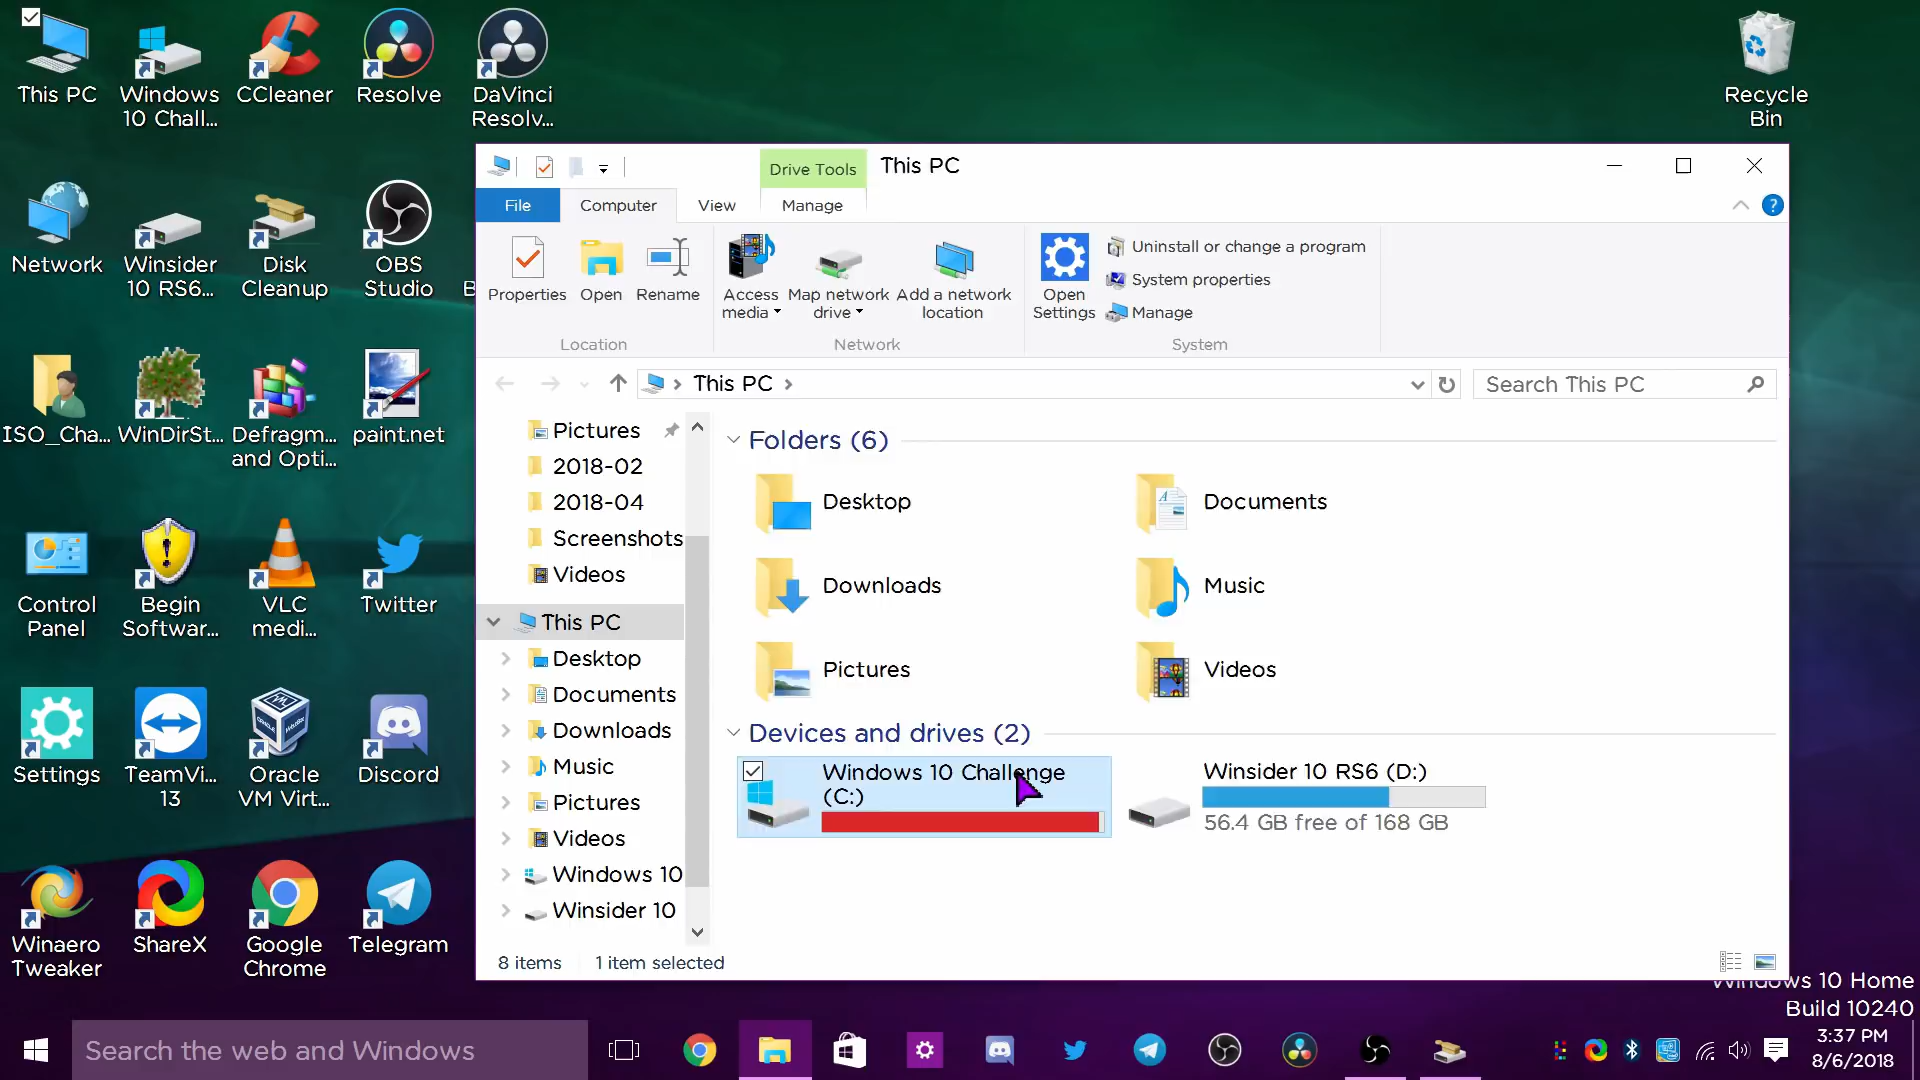 This PC
Windows
10 Chall...
CCleaner
Resolve
DaVinci
Resolv...
Recycle
Bin
Network
Winsider
10 RS6...
Disk
Cleanup
OBS
Studio
ISO_Cha...
WinDirSt...
Defragm...
and Opti...
paint.net
Control
Panel
Begin
Softwar...
VLC
medi...
Twitter
Settings
TeamVi...
13
Oracle
VM Virt...
Discord
Winaero
Tweaker
ShareX
Google
Chrome
Telegram
Drive Tools
This PC
File
Computer
View
Manage
Properties
Open
Rename
Access
media
Map network
drive
Add a network
location
Open
Settings
Uninstall or change a program
System properties
Manage
Location
Network
System
This PC
Search This PC
Pictures
2018-02
2018-04
Screenshots
Videos
This PC
Desktop
Documents
Downloads
Music
Pictures
Videos
Windows 10
Winsider 10
Folders (6)
Desktop
Documents
Downloads
Music
Pictures
Videos
Devices and drives (2)
Windows 10 Challenge
(C:)
Winsider 10 RS6 (D:)
56.4 GB free of 168 GB
8 items
1 item selected
Windows 10 Home
Build 10240
Search the web and Windows
3:37 PM
8/6/2018